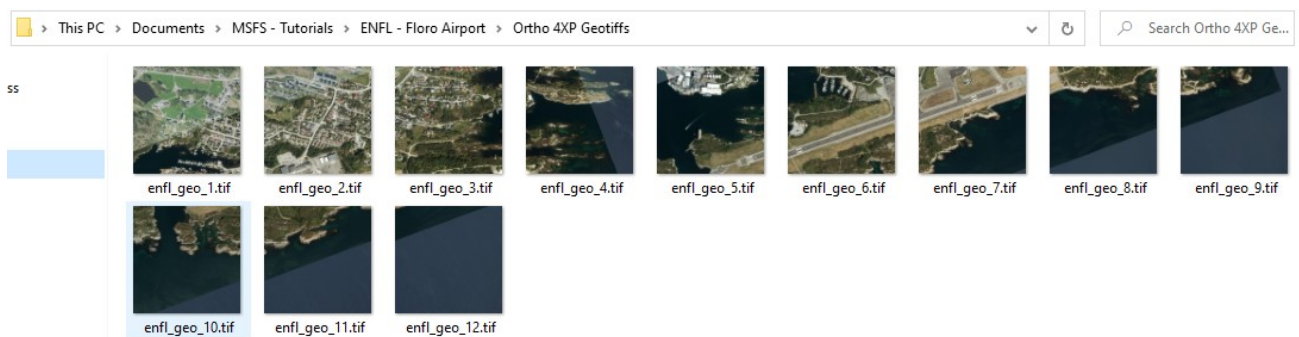 This PC > Documents > MSFS - Tutorials > ENFL - Floro Airport > Ortho 4XP Geotiffs
Search Ortho 4XP Ge...
ss
enfl_geo_1.tif enfl_geo_2.tif enfl_geo_3.tif enfl_geo_4.tif enfl_geo_5.tif enfl_geo_6.tif enfl_geo_7.tif enfl_geo_8.tif enfl_geo_9.tif
enfl_geo_10.tif enfl_geo_11.tif enfl_geo_12.tif